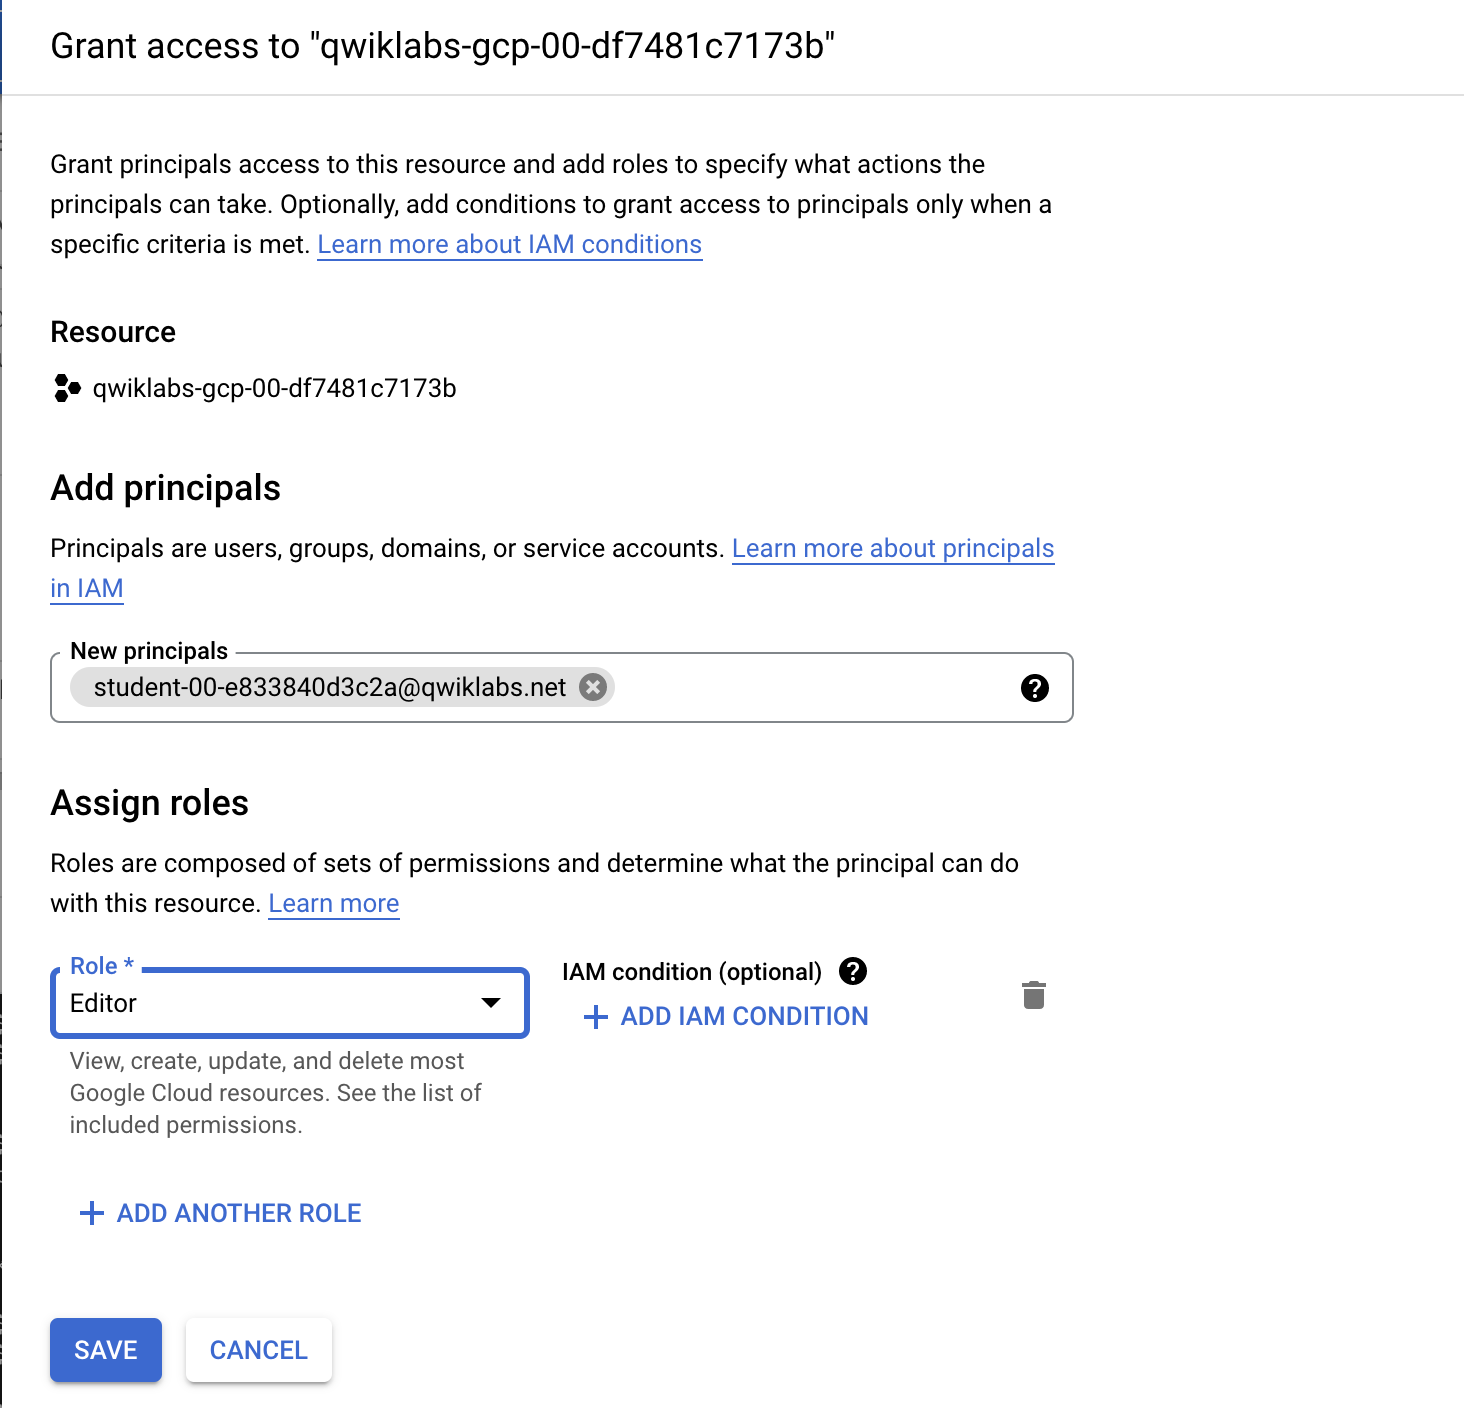 Grant access to "qwiklabs-gcp-00-df7481c7173b"
Grant principals access to this resource and add roles to specify what actions the
principals can take. Optionally, add conditions to grant access to principals only when a
specific criteria is met. Learn more about IAM conditions
Resource
qwiklabs-gcp-00-df7481c7173b
Add principals
Principals are users, groups, domains, or service accounts. Learn more about principals
in IAM
New principals
student-00-e833840d3c2a@qwiklabs.net
Assign roles
Roles are composed of sets of permissions and determine what the principal can do
with this resource. Learn more
Role *
Editor
IAM condition (optional)
+ ADD IAM CONDITION
View, create, update, and delete most
Google Cloud resources. See the list of
included permissions.
+ ADD ANOTHER ROLE
SAVE
CANCEL